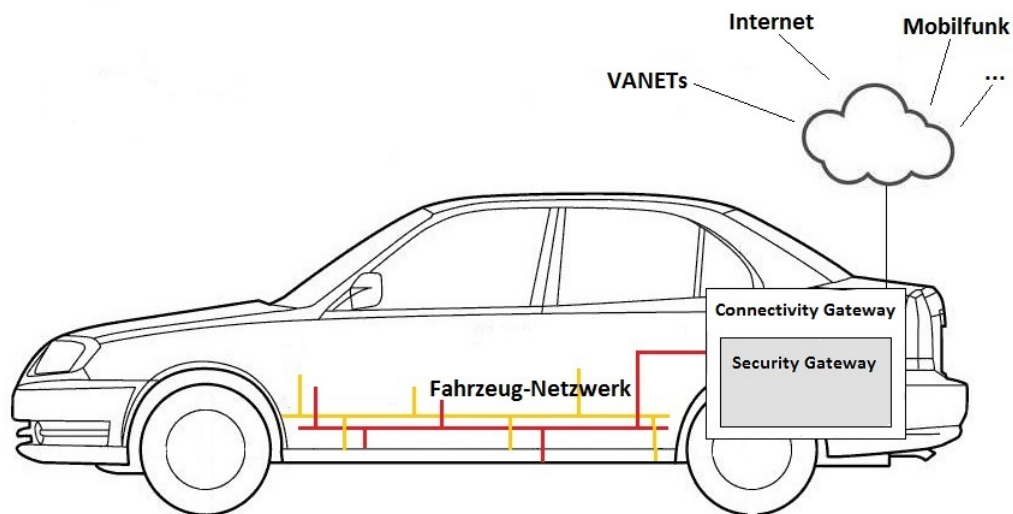 Internet
Mobilfunk
VANETs
...
Connectivity Gateway
Security Gateway
Fahrzeug-Netzwerk